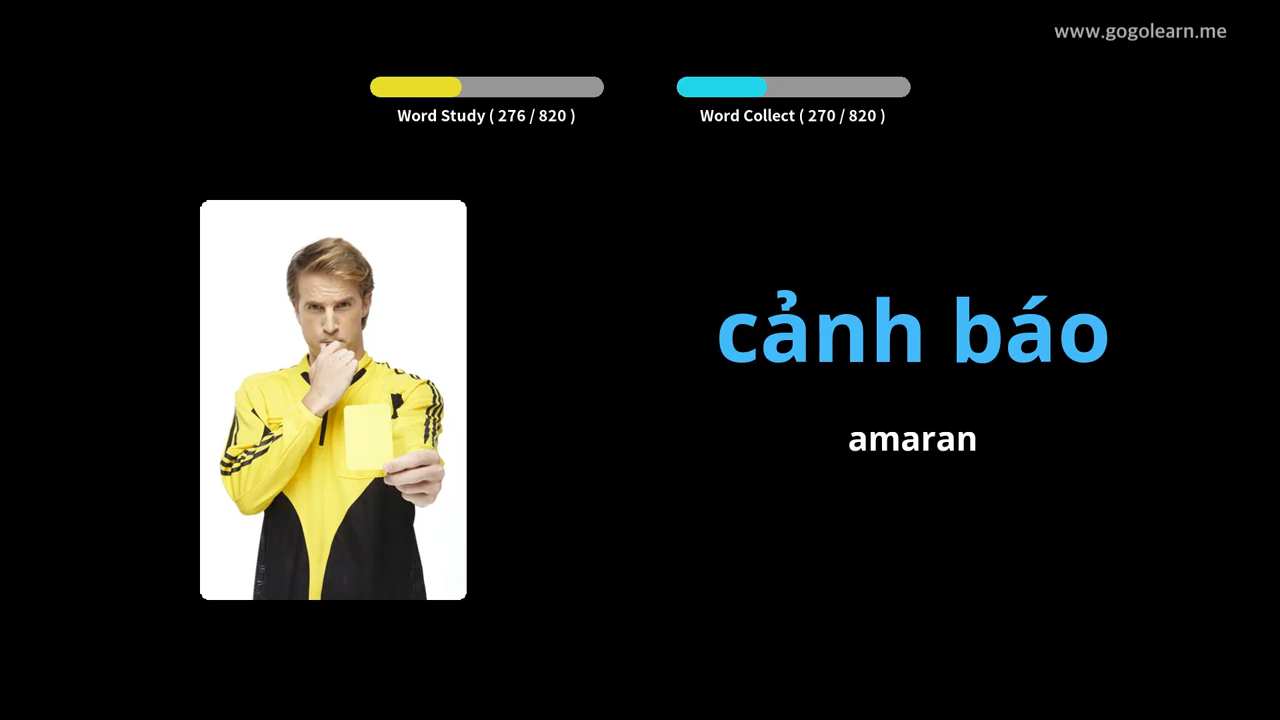 www.gogolearn.me
Word Study ( 276 / 820 )
Word Collect ( 270 / 820 )
cảnh báo
amaran